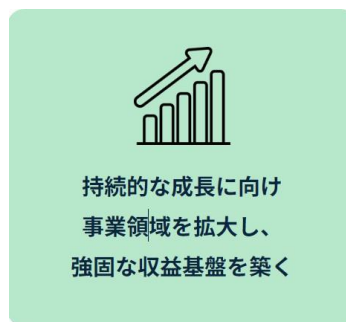 持続的な成長に向け
事業領域を拡大し、
強固な収益基盤を築く